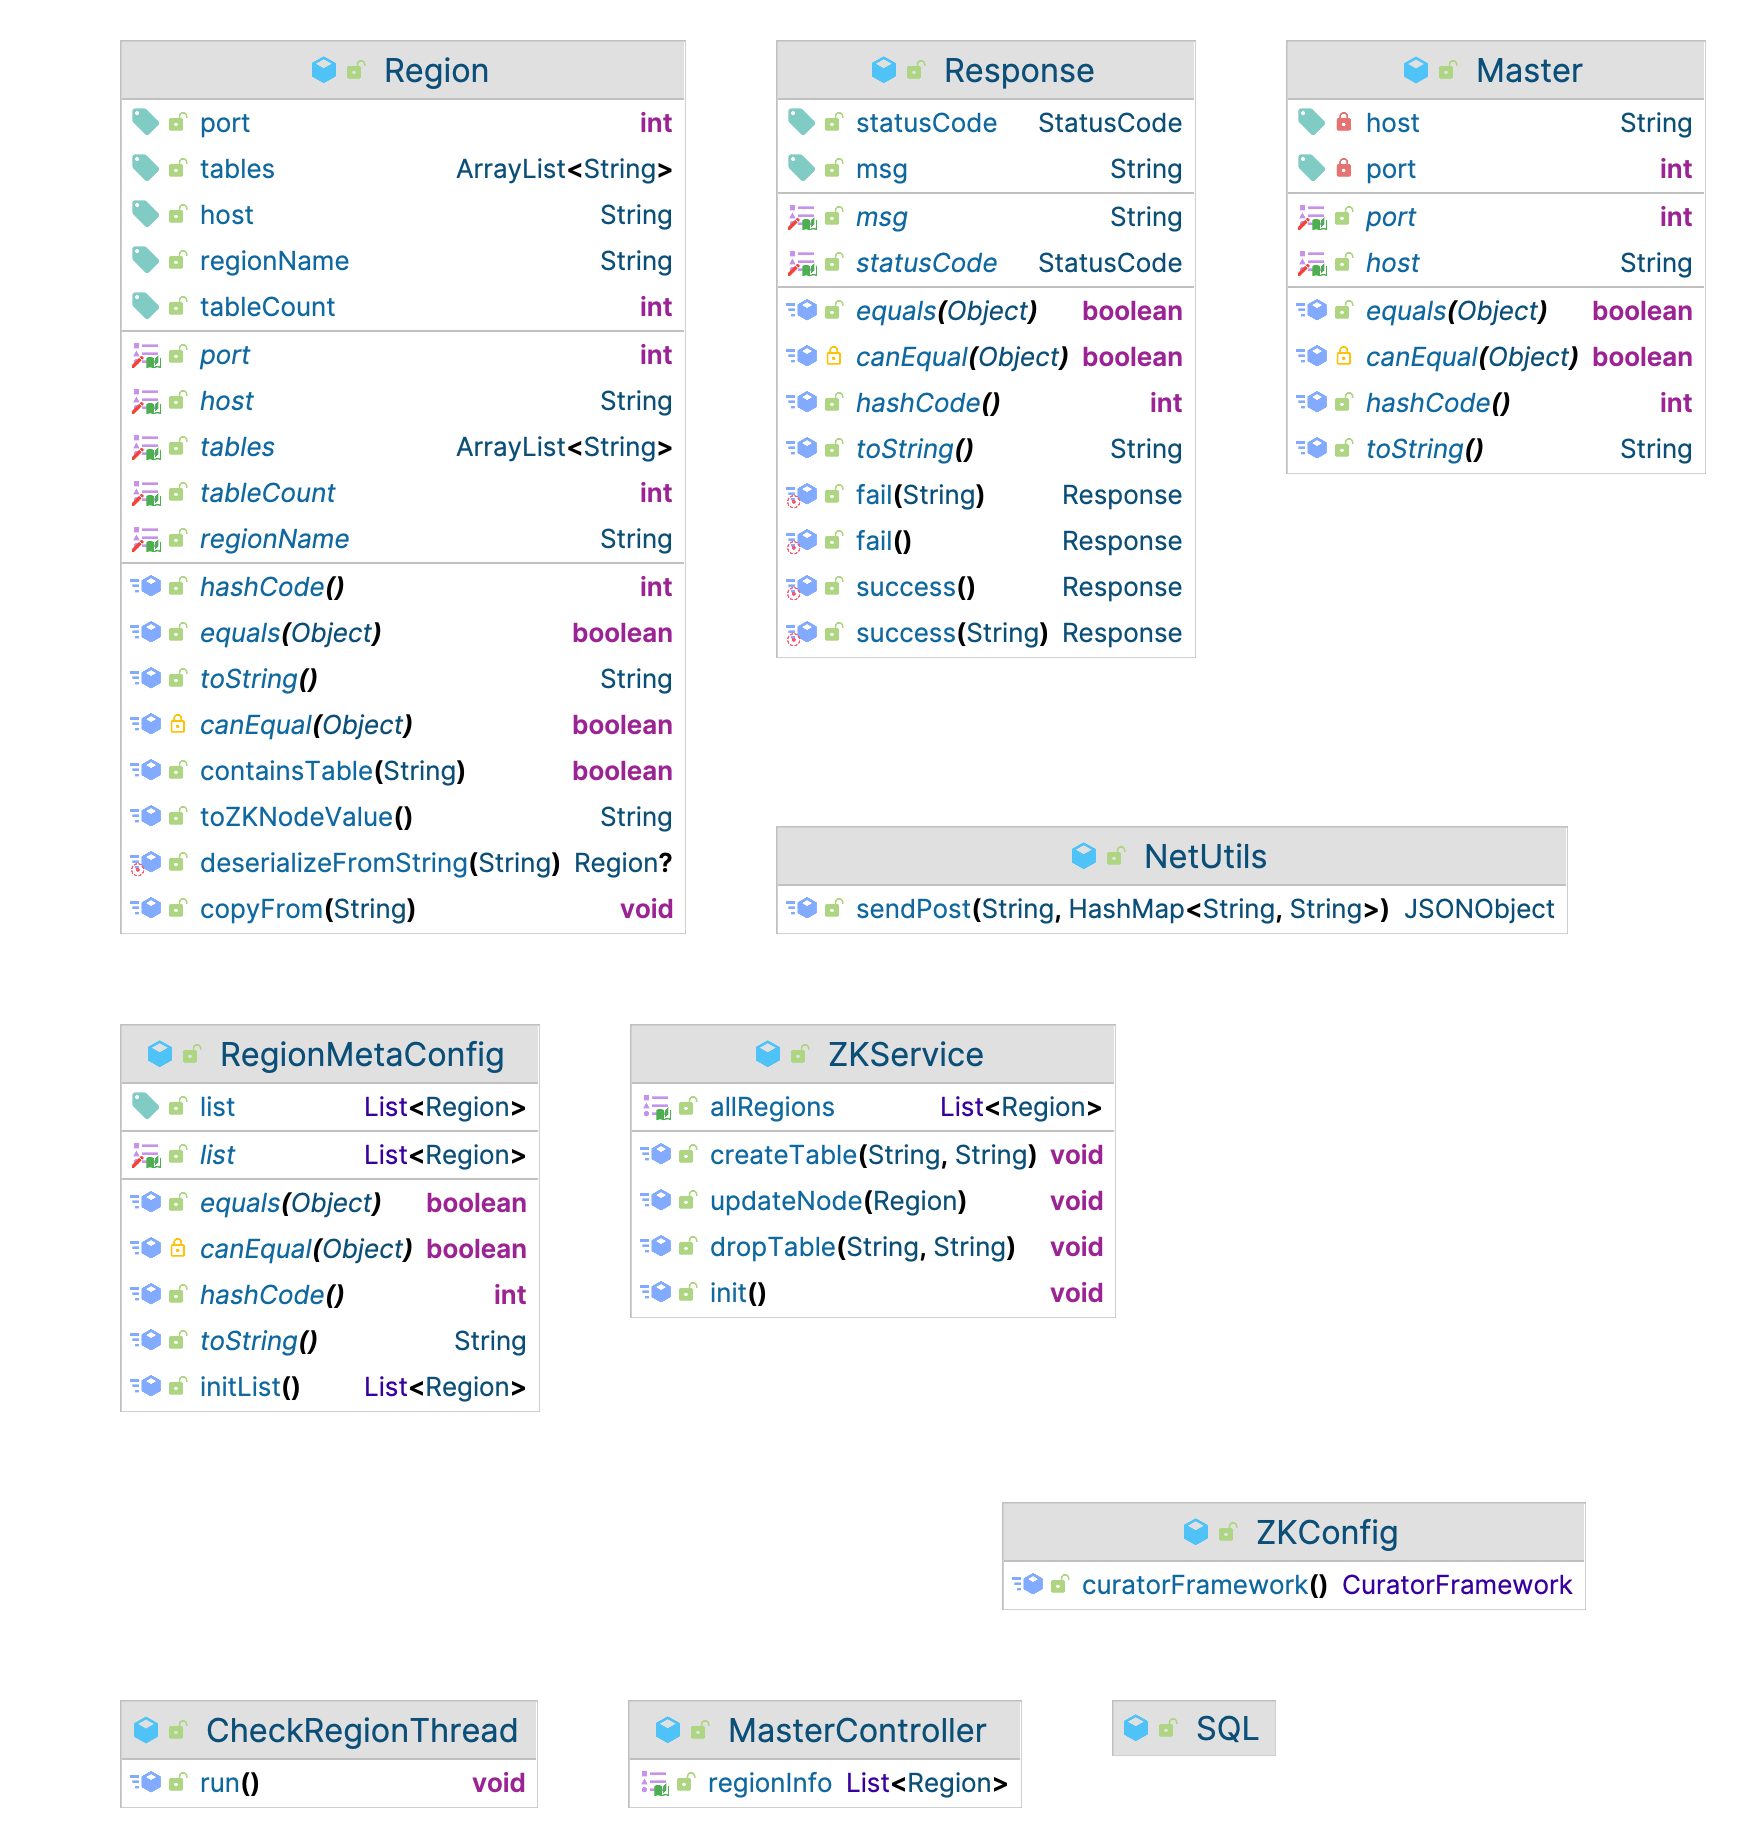 Region
port int
tables ArrayList<String>
host String
regionName String
tableCount int
port int
host String
tables ArrayList<String>
tableCount int
regionName String
hashCode() int
equals(Object) boolean
toString() String
canEqual(Object) boolean
containsTable(String) boolean
toZKNodeValue() String
deserializeFromString(String) Region?
copyFrom(String) void
Response
statusCode StatusCode
msg String
msg String
statusCode StatusCode
equals(Object) boolean
canEqual(Object) boolean
hashCode() int
toString() String
fail(String) Response
fail() Response
success() Response
success(String) Response
Master
host String
port int
port int
host String
equals(Object) boolean
canEqual(Object) boolean
hashCode() int
toString() String
NetUtils
sendPost(String, HashMap<String, String>) JSONObject
RegionMetaConfig
list List<Region>
list List<Region>
equals(Object) boolean
canEqual(Object) boolean
hashCode() int
toString() String
initList() List<Region>
ZKService
allRegions List<Region>
createTable(String, String) void
updateNode(Region) void
dropTable(String, String) void
init() void
ZKConfig
curatorFramework() CuratorFramework
CheckRegionThread
run() void
MasterController
regionInfo List<Region>
SQL